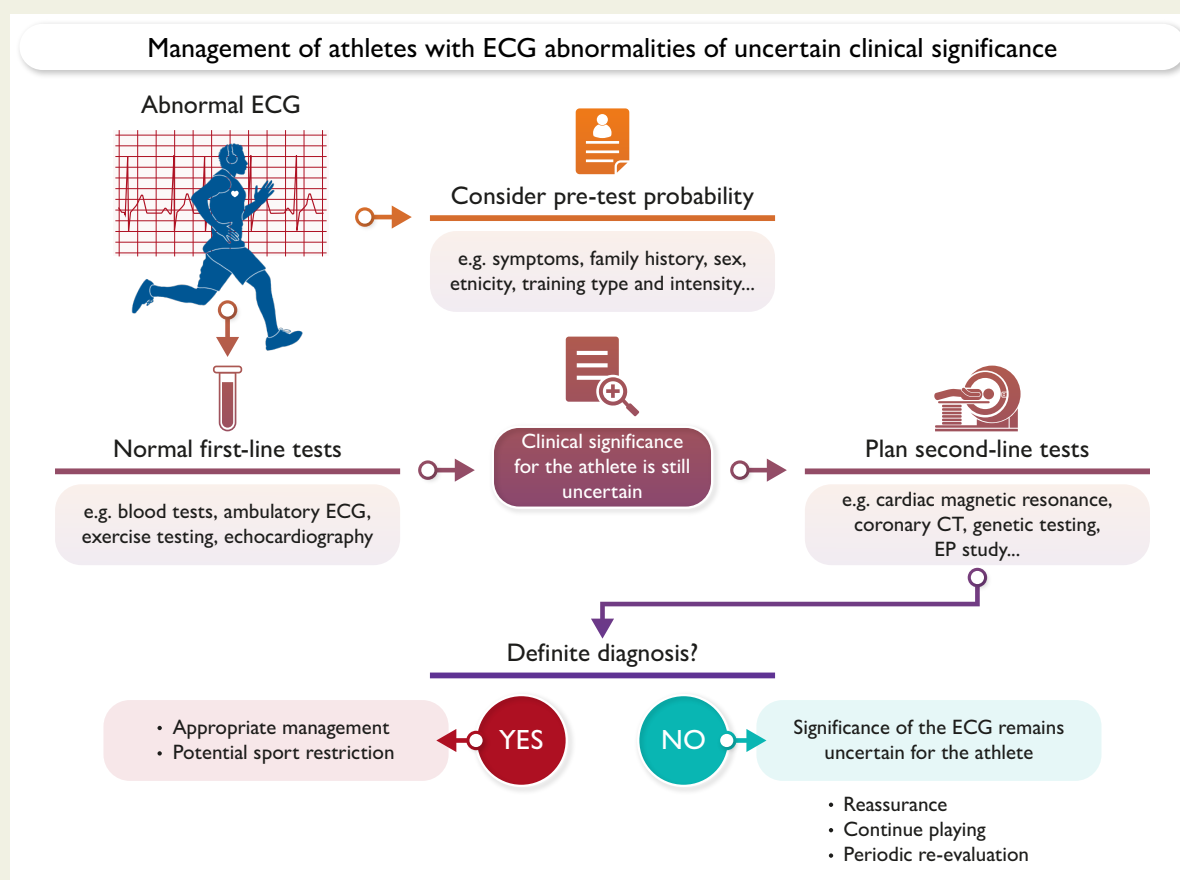 Management of athletes with ECG abnormalities of uncertain clinical significance
Abnormal ECG
Consider pre-test probability
e.g. symptoms, family history, sex,
etnicity, training type and intensity...
Normal first-line tests
e.g. blood tests, ambulatory ECG,
exercise testing, echocardiography
Clinical significance
for the athlete is still
uncertain
Plan second-line tests
e.g. cardiac magnetic resonance,
coronary CT, genetic testing,
EP study...
Definite diagnosis?
• Appropriate management
• Potential sport restriction
YES
NO
Significance of the ECG remains
uncertain for the athlete
• Reassurance
• Continue playing
• Periodic re-evaluation